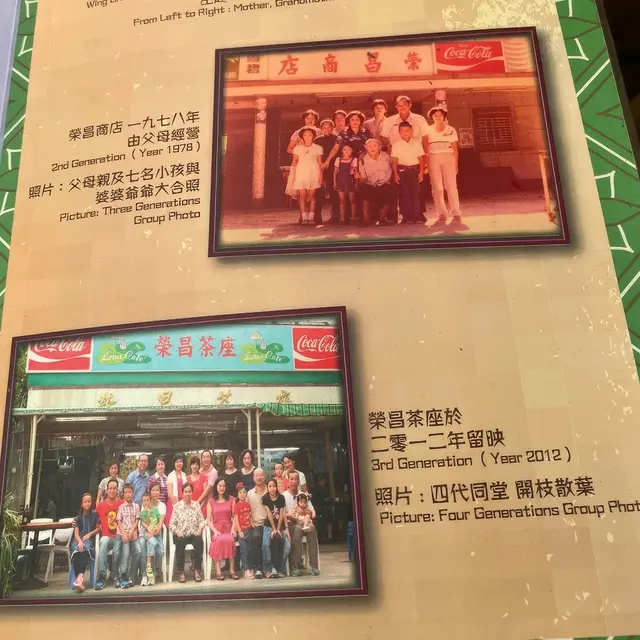 From Left to Right : Mother, Grandmoth
榮昌商店
Coca-Cola
榮昌商店 一九七八年
由父母經營
2nd Generation ( Year 1978 )
照片：父母親及七名小孩與
婆婆爺爺大合照
Picture: Three Generations
Group Photo
Coca-Cola
Lotus Cafe
榮昌茶座
Lotus Cafe
Coca-Cola
榮昌茶座於
二零一二年留映
3rd Generation ( Year 2012 )
照片：四代同堂 開枝散葉
Picture: Four Generations Group Phot